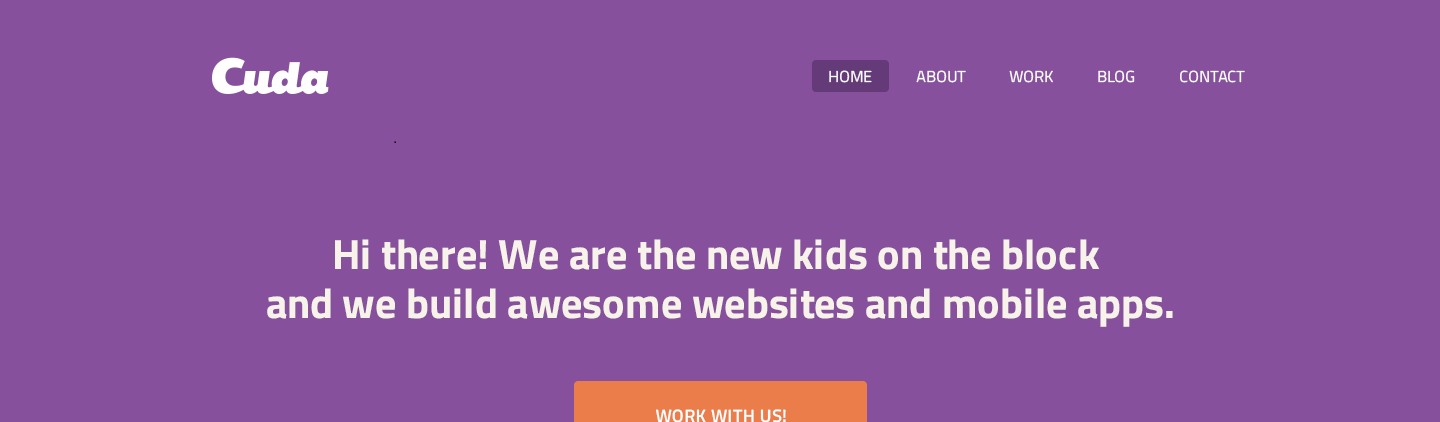 Cuda
HOME ABOUT WORK BLOG CONTACT
Hi there! We are the new kids on the block
and we build awesome websites and mobile apps.
WORK WITH US!